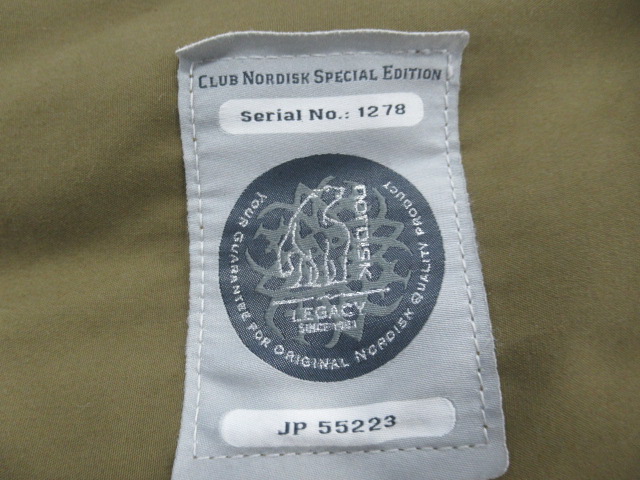 CLUB NORDISK SPECIAL EDITION
Serial No.: 1278
YOUR GUARANTEE FOR ORIGINAL NORDISK QUALITY PRODUCT
NORDISK
LEGACY
SINCE 1901
JP 55223